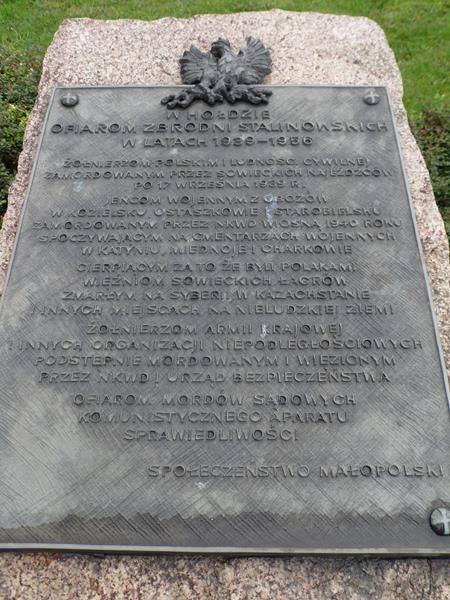 W HOŁDZIE
OFIAROM ZBRODNI STALINOWSKICH
W LATACH 1939–1956
ŻOŁNIERZOM POLSKIM I LUDNOŚCI CYWILNEJ
ZAMORDOWANYM PRZEZ SOWIECKICH NAJEŹDŹCÓW
PO 17 WRZEŚNIA 1939 R.
JEŃCOM WOJENNYM Z OBOZÓW
W KOZIELSKU, OSTASZKOWIE I STAROBIELSKU
ZAMORDOWANYM PRZEZ NKWD WIOSNĄ 1940 ROKU
SPOCZYWAJĄCYM NA CMENTARZACH WOJENNYCH
W KATYNIU, MIEDNOJE I CHARKOWIE
CIERPIĄCYM ZA TO ŻE BYLI POLAKAMI
WIĘŹNIOM SOWIECKICH ŁAGRÓW
ZMARŁYM NA SYBERII, W KAZACHSTANIE
I INNYCH MIEJSCACH NA NIELUDZKIEJ ZIEMI
ŻOŁNIERZOM ARMII KRAJOWEJ
I INNYCH ORGANIZACJI NIEPODLEGŁOŚCIOWYCH
PODSTĘPNIE MORDOWANYM I WIĘZIONYM
PRZEZ NKWD I URZĄD BEZPIECZEŃSTWA
OFIAROM MORDÓW SĄDOWYCH
KOMUNISTYCZNEGO APARATU
SPRAWIEDLIWOŚCI
SPOŁECZEŃSTWO MAŁOPOLSKI